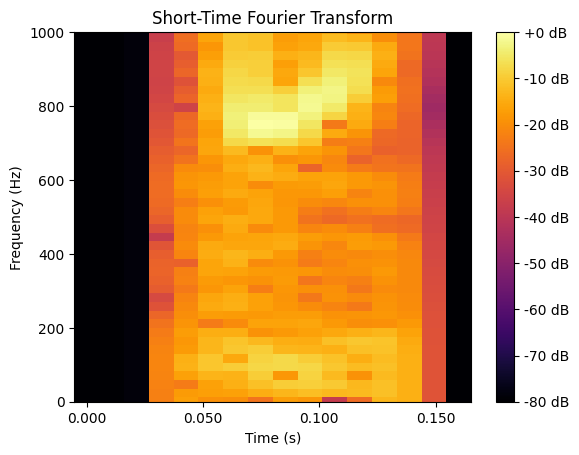 Short-Time Fourier Transform
1000
800
600
400
200
0
Frequency (Hz)
0.000
0.050
0.100
0.150
Time (s)
+0 dB
-10 dB
-20 dB
-30 dB
-40 dB
-50 dB
-60 dB
-70 dB
-80 dB